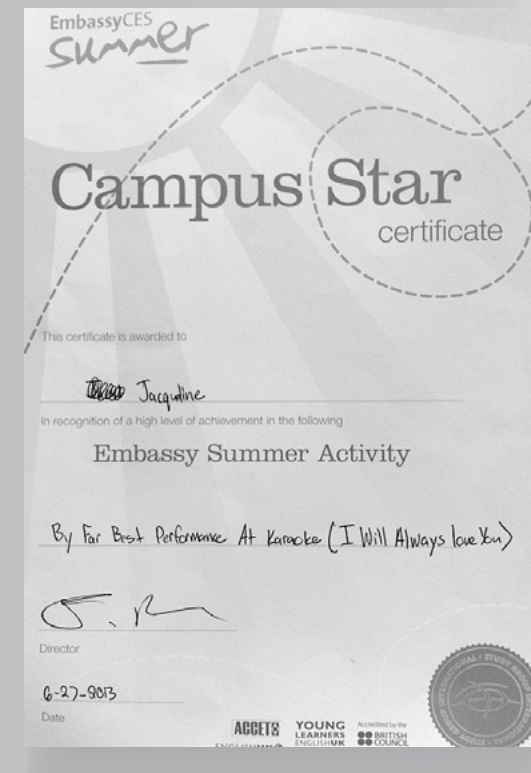 EmbassyCES
summer
Campus Star
certificate
This certificate is awarded to
Jacqueline
In recognition of a high level of achievement in the following
Embassy Summer Activity
By Far Best Performance At Karaoke (I Will Always love You)
Director
6-27-2013
Date
ACCET
YOUNG
LEARNERS
ENGLISHUK
Accredited by the
BRITISH
COUNCIL